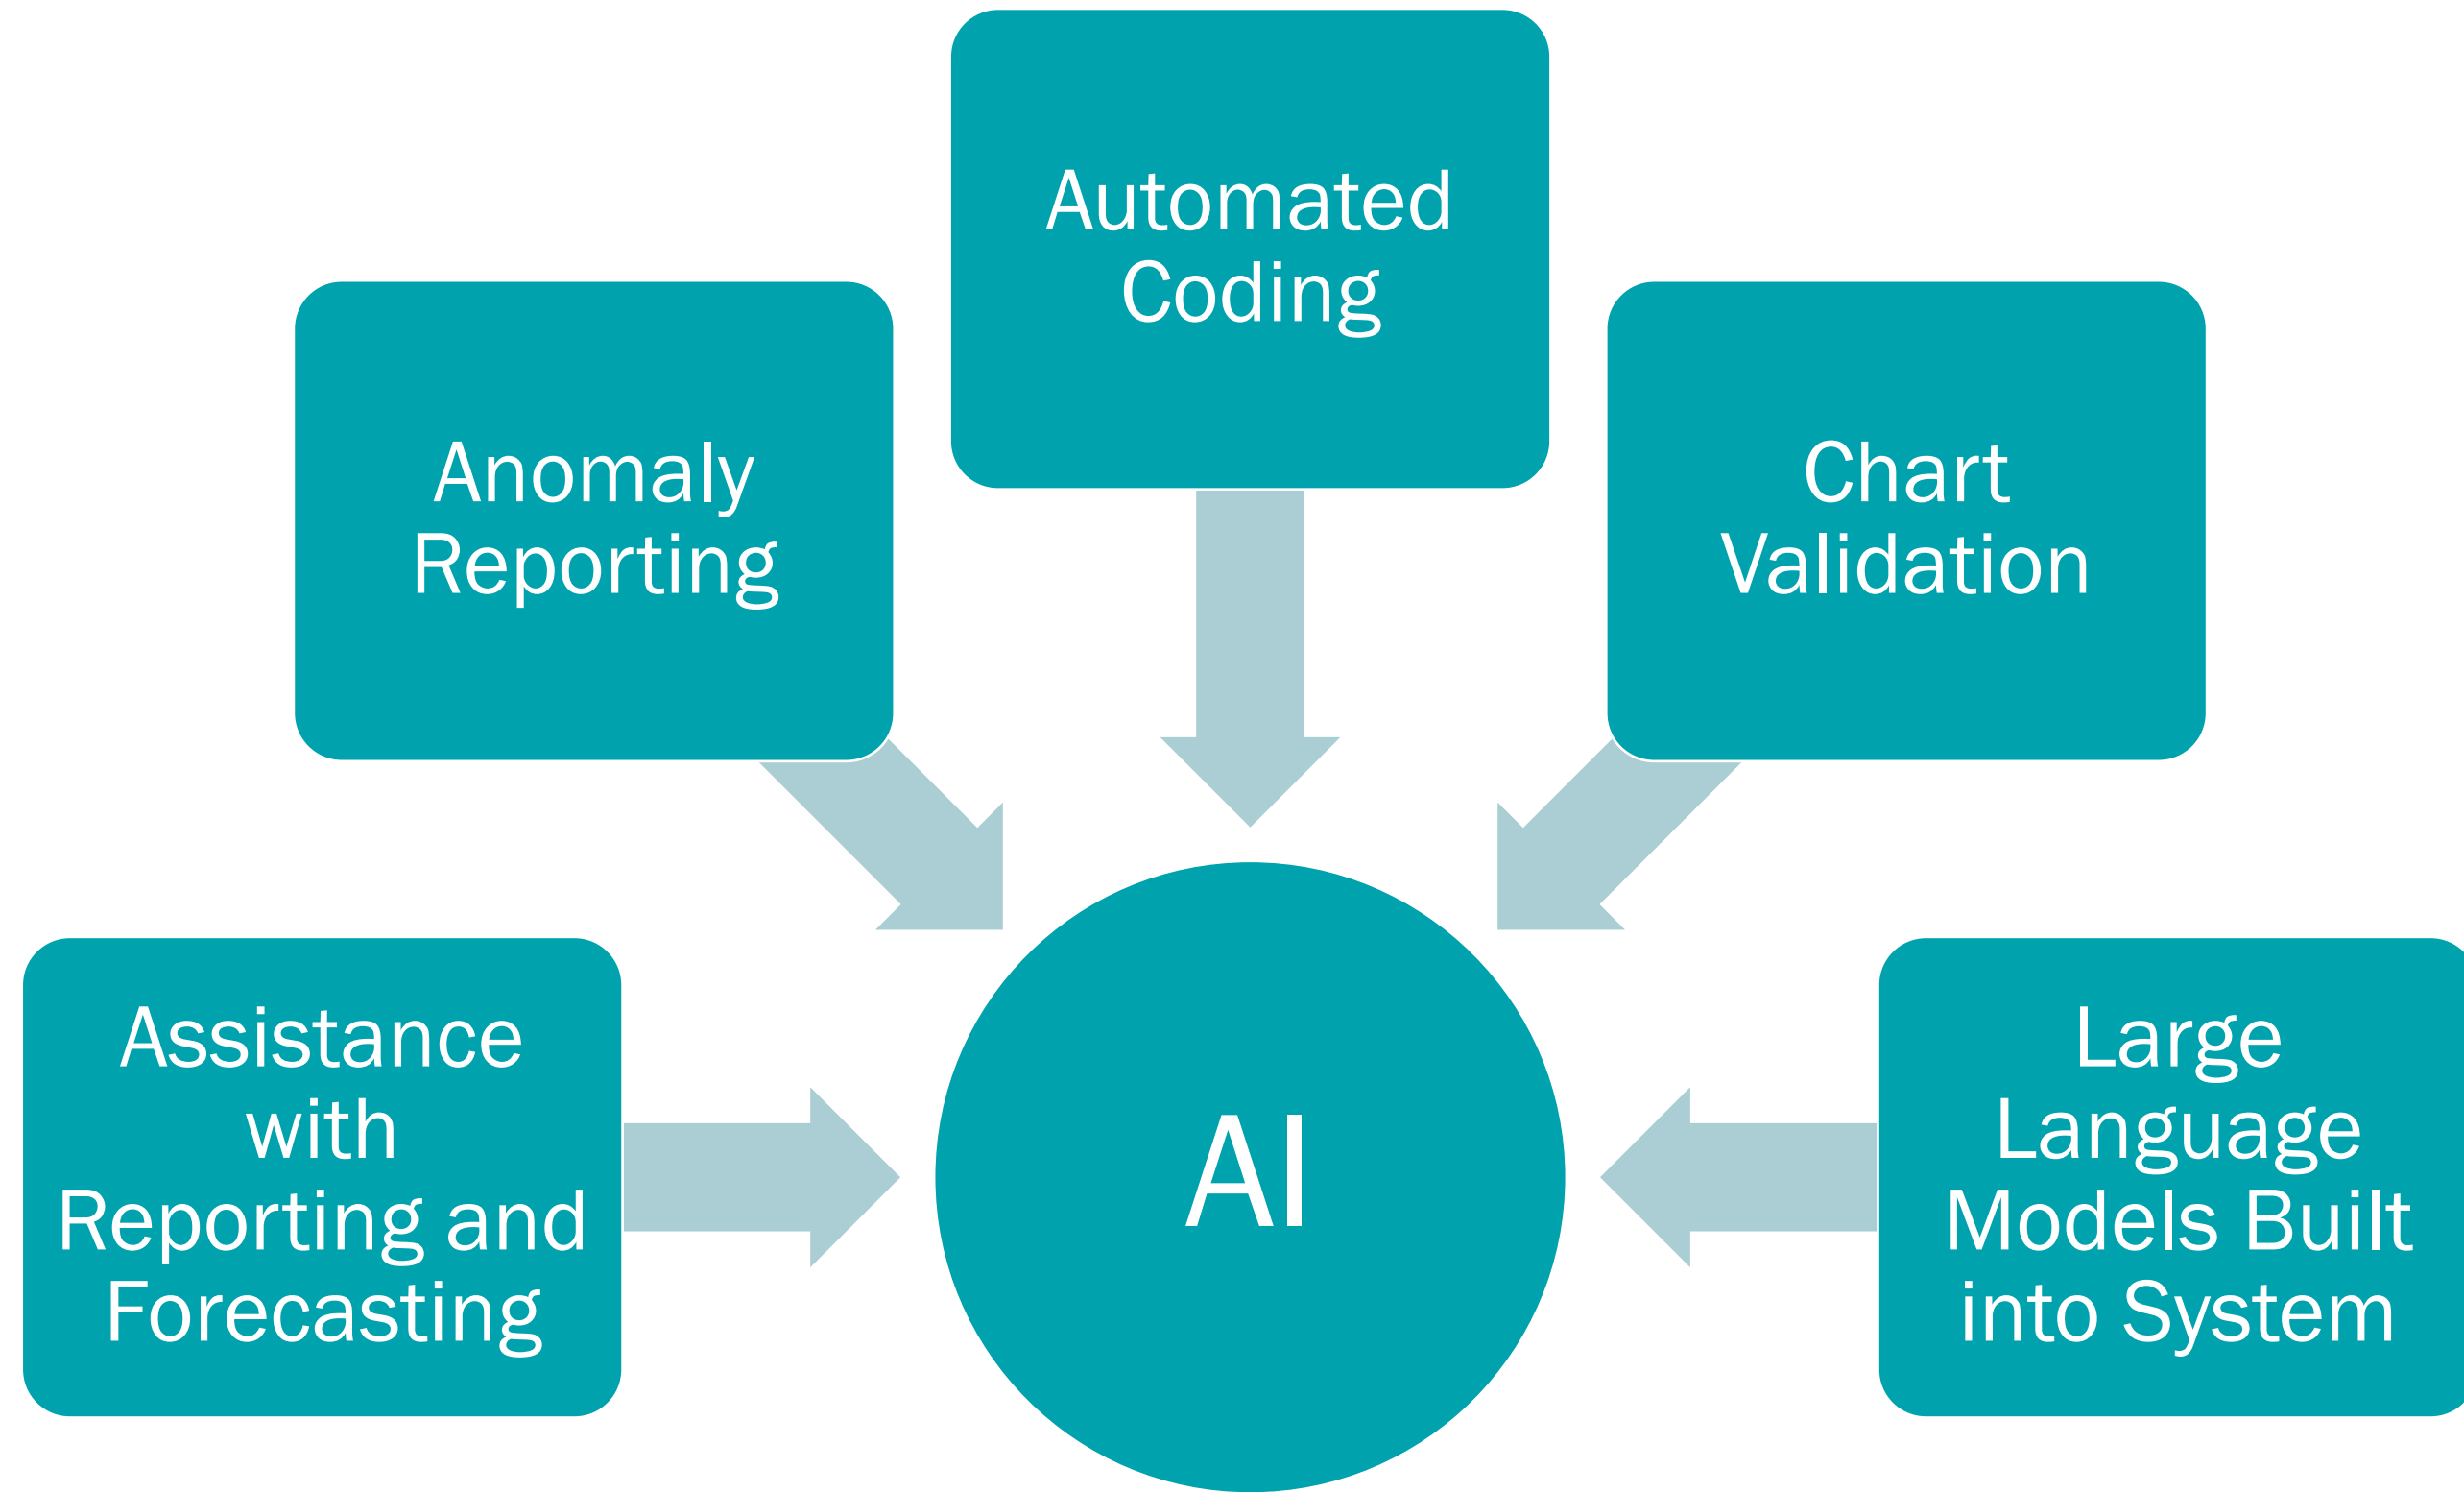 Automated
Coding
Anomaly
Reporting
Chart
Validation
Assistance
with
Reporting and
Forecasting
AI
Large
Language
Models Built
into System